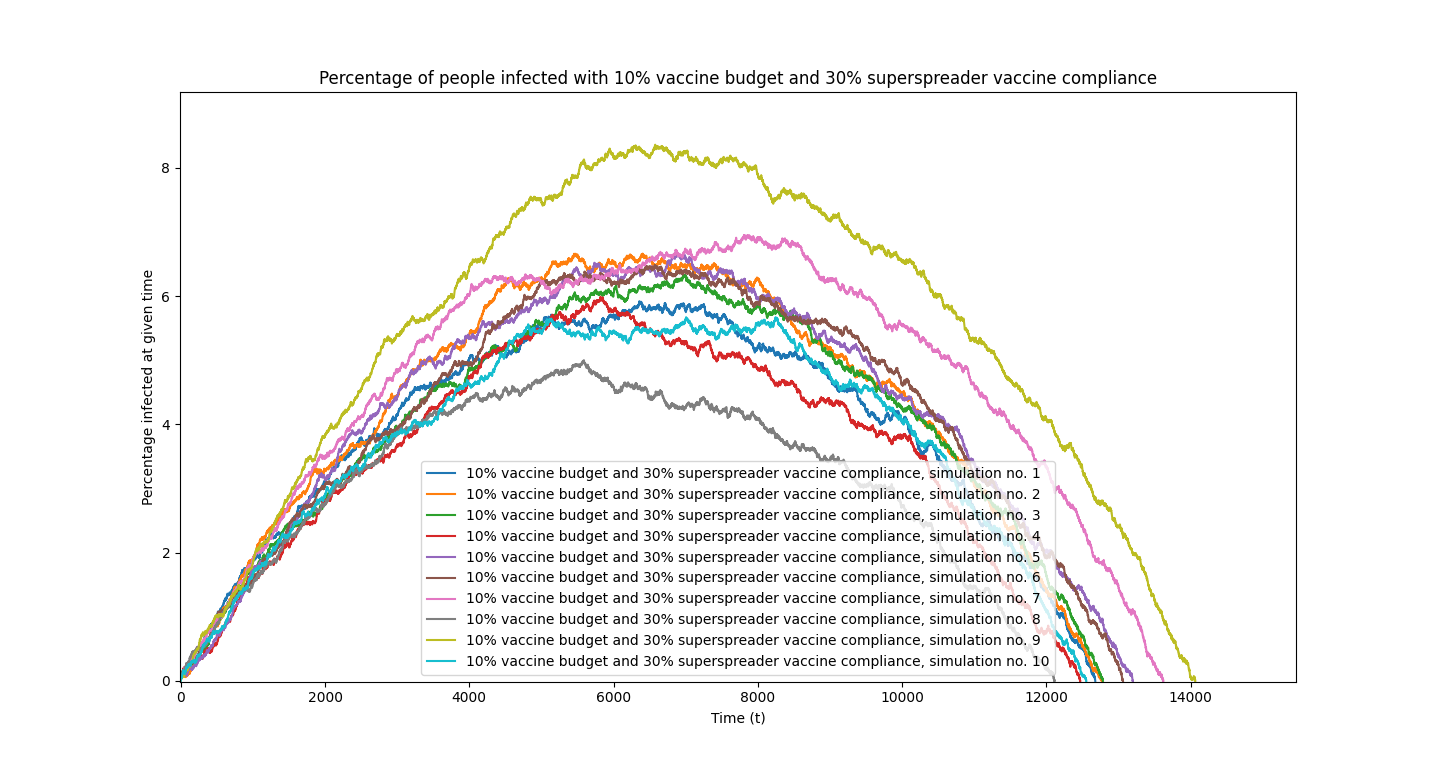 Percentage of people infected with 10% vaccine budget and 30% superspreader vaccine compliance
Percentage infected at given time
8
6
4
2
0
10% vaccine budget and 30% superspreader vaccine compliance, simulation no. 1
10% vaccine budget and 30% superspreader vaccine compliance, simulation no. 2
10% vaccine budget and 30% superspreader vaccine compliance, simulation no. 3
10% vaccine budget and 30% superspreader vaccine compliance, simulation no. 4
10% vaccine budget and 30% superspreader vaccine compliance, simulation no. 5
10% vaccine budget and 30% superspreader vaccine compliance, simulation no. 6
10% vaccine budget and 30% superspreader vaccine compliance, simulation no. 7
10% vaccine budget and 30% superspreader vaccine compliance, simulation no. 8
10% vaccine budget and 30% superspreader vaccine compliance, simulation no. 9
10% vaccine budget and 30% superspreader vaccine compliance, simulation no. 10
0 2000 4000 6000 8000 10000 12000 14000
Time (t)